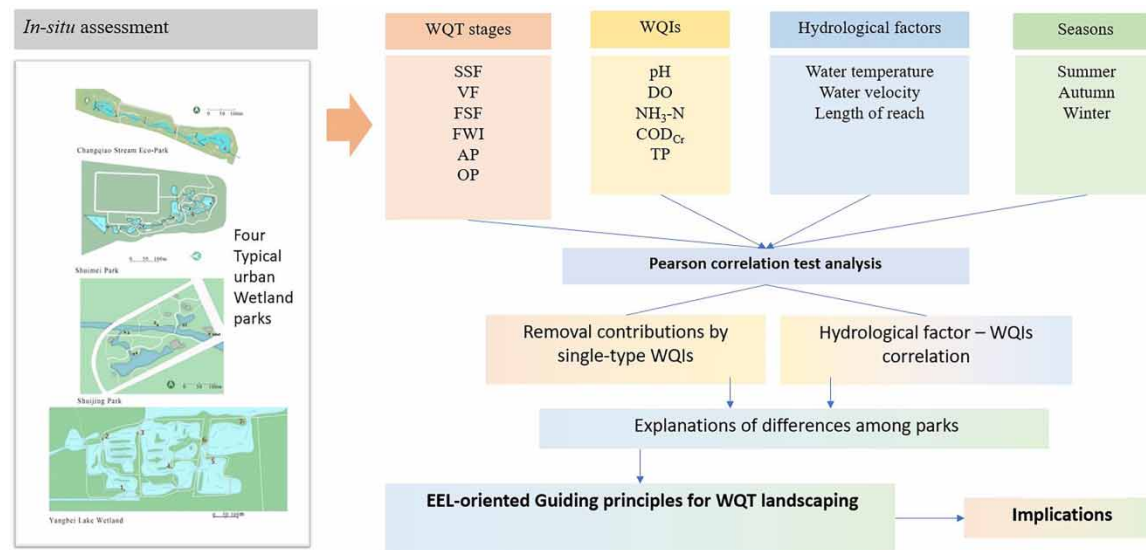 In-situ assessment
Changqiao Stream Eco-Park
Shuimei Park
Shuijing Park
Yangbei Lake Wetland
Four
Typical
urban
Wetland
parks
WQT stages
SSF
VF
FSF
FWI
AP
OP
WQIs
pH
DO
NH₃-N
COD_Cr
TP
Hydrological factors
Water temperature
Water velocity
Length of reach
Seasons
Summer
Autumn
Winter
Pearson correlation test analysis
Removal contributions by
single-type WQIs
Hydrological factor – WQIs
correlation
Explanations of differences among parks
EEL-oriented Guiding principles for WQT landscaping
Implications